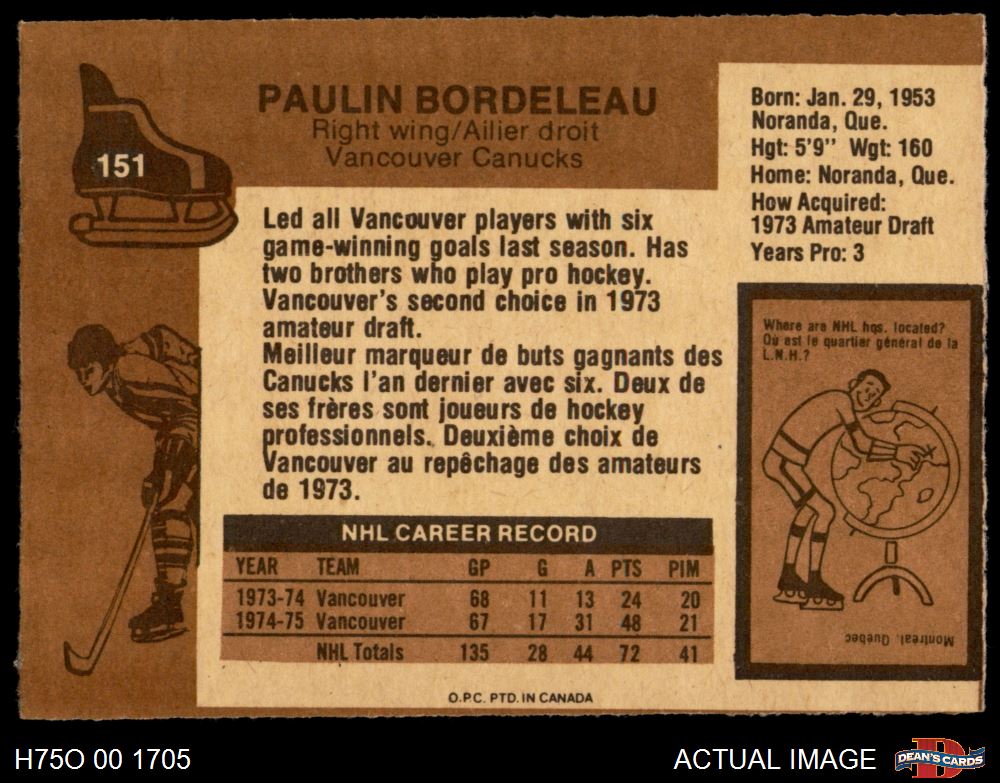 151
PAULIN BORDELEAU
Right wing/Ailier droit
Vancouver Canucks
Born: Jan. 29, 1953
Noranda, Que.
Hgt: 5'9" Wgt: 160
Home: Noranda, Que.
How Acquired:
1973 Amateur Draft
Years Pro: 3
Led all Vancouver players with six
game-winning goals last season. Has
two brothers who play pro hockey.
Vancouver's second choice in 1973
amateur draft.
Meilleur marqueur de buts gagnants des
Canucks l'an dernier avec six. Deux de
ses frères sont joueurs de hockey
professionnels. Deuxième choix de
Vancouver au repêchage des amateurs
de 1973.
Where are NHL hqs. located?
Où est le quartier général de la
L.N.H.?
Montreal, Quebec
NHL CAREER RECORD
YEAR TEAM GP G A PTS PIM
1973-74 Vancouver 68 11 13 24 20
1974-75 Vancouver 67 17 31 48 21
NHL Totals 135 28 44 72 41
O.P.C. PTD. IN CANADA
H75O 00 1705
ACTUAL IMAGE
D
DEAN'S CARDS